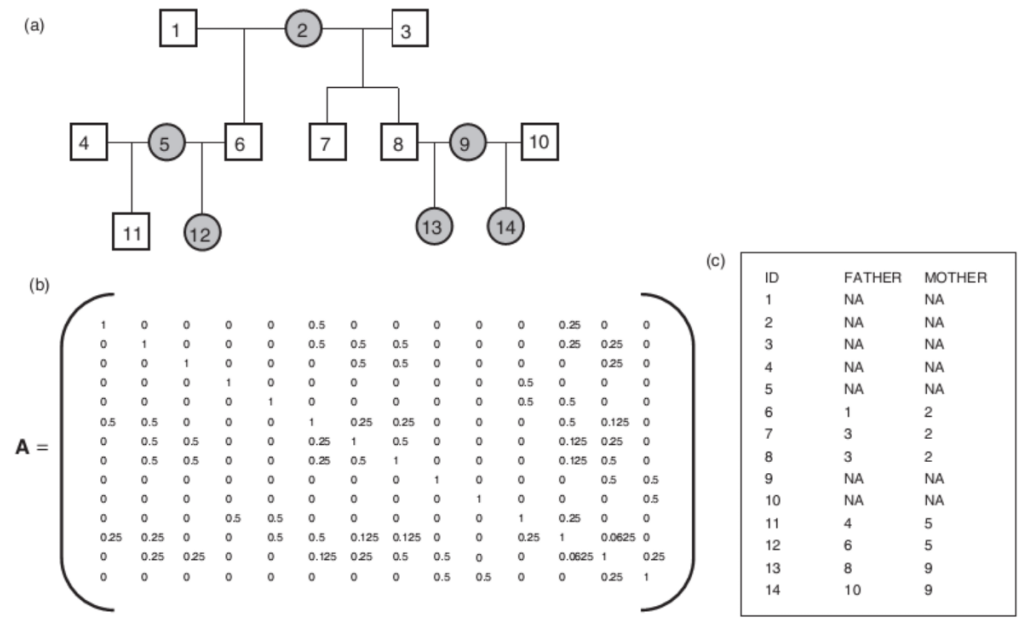 (a)
1 2 3
4 5 6 7 8 9 10
11 12 13 14
(b)
A =
1 0 0 0 0 0.5 0 0 0 0 0 0.25 0 0
0 1 0 0 0 0.5 0.5 0.5 0 0 0 0.25 0.25 0
0 0 1 0 0 0 0.5 0.5 0 0 0 0 0.25 0
0 0 0 1 0 0 0 0 0 0 0.5 0 0 0
0 0 0 0 1 0 0 0 0 0 0.5 0.5 0 0
0.5 0.5 0 0 0 1 0.25 0.25 0 0 0 0.5 0.125 0
0 0.5 0.5 0 0 0.25 1 0.5 0 0 0 0.125 0.25 0
0 0.5 0.5 0 0 0.25 0.5 1 0 0 0 0.125 0.5 0
0 0 0 0 0 0 0 0 1 0 0 0 0.5 0.5
0 0 0 0 0 0 0 0 0 1 0 0 0 0.5
0 0 0 0.5 0.5 0 0 0 0 0 1 0.25 0 0
0.25 0.25 0 0 0.5 0.5 0.125 0.125 0 0 0.25 1 0.0625 0
0 0.25 0.25 0 0 0.125 0.25 0.5 0.5 0 0 0.0625 1 0.25
0 0 0 0 0 0 0 0 0.5 0.5 0 0 0.25 1
(c)
ID FATHER MOTHER
1 NA NA
2 NA NA
3 NA NA
4 NA NA
5 NA NA
6 1 2
7 3 2
8 3 2
9 NA NA
10 NA NA
11 4 5
12 6 5
13 8 9
14 10 9